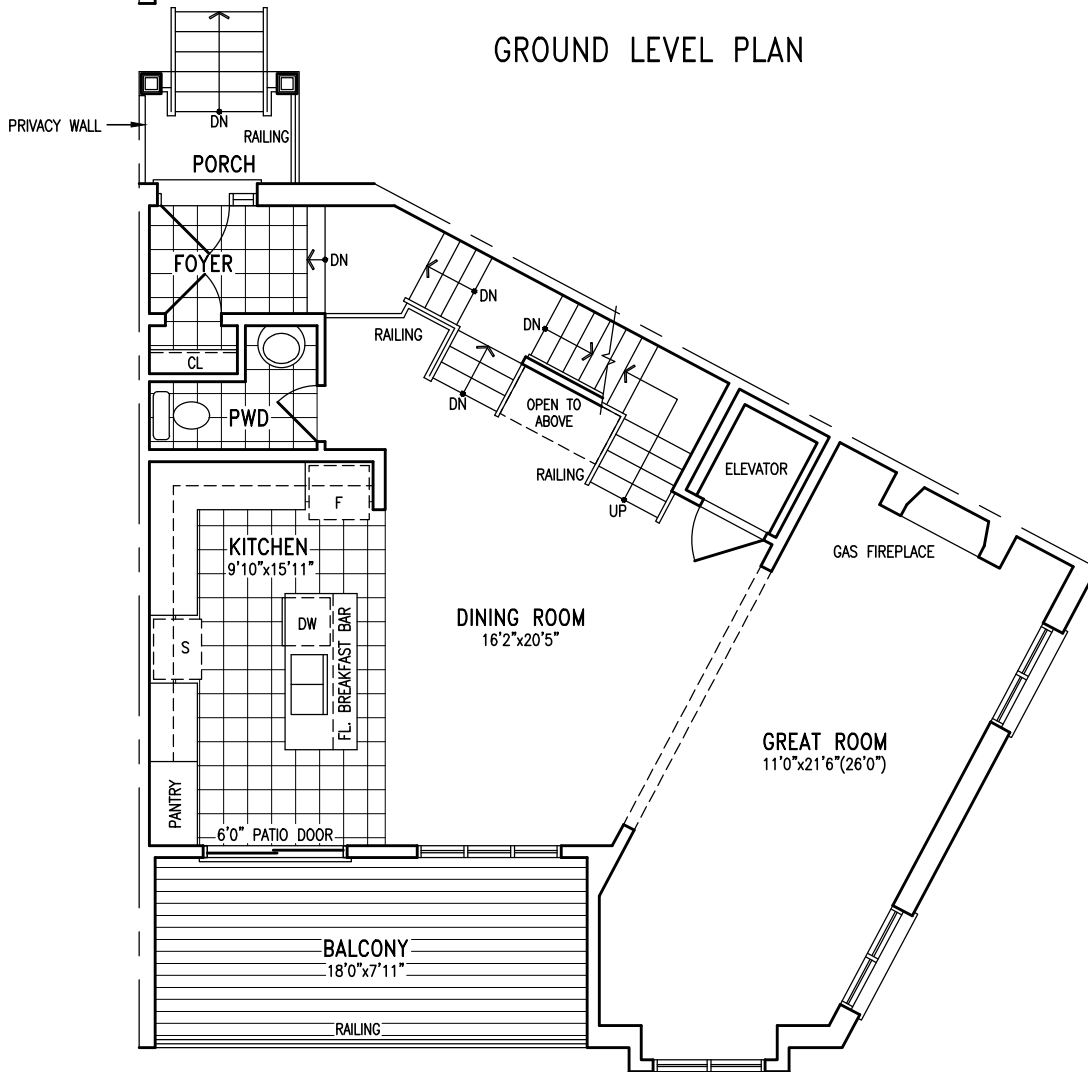 GROUND LEVEL PLAN
DN
PRIVACY WALL
RAILING
PORCH
FOYER
DN
DN
DN
RAILING
CL
DN
OPEN TO
ABOVE
PWD
RAILING
ELEVATOR
F
UP
KITCHEN
9'10"x15'11"
GAS FIREPLACE
DW
DINING ROOM
16'2"x20'5"
S
FL. BREAKFAST BAR
GREAT ROOM
11'0"x21'6"(26'0")
PANTRY
6'0" PATIO DOOR
BALCONY
18'0"x7'11"
RAILING